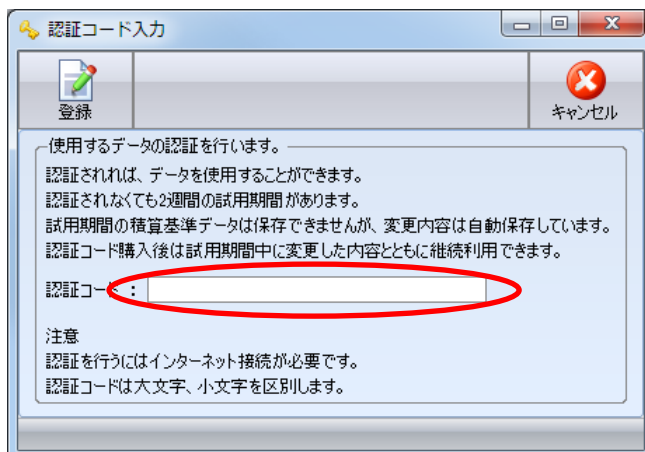 認証コード入力
登録
キャンセル
使用するデータの認証を行います。
認証されれば、データを使用することができます。
認証されなくても2週間の試用期間があります。
試用期間の積算基準データは保存できませんが、変更内容は自動保存しています。
認証コード購入後は試用期間中に変更した内容とともに継続利用できます。
認証コード :
注意
認証を行うにはインターネット接続が必要です。
認証コードは大文字、小文字を区別します。